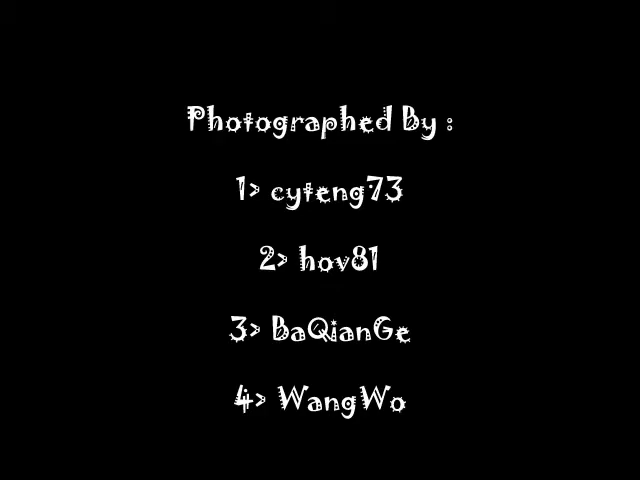 Photographed By :
1> cyteng73
2> hov81
3> BaQianGe
4> WangWo